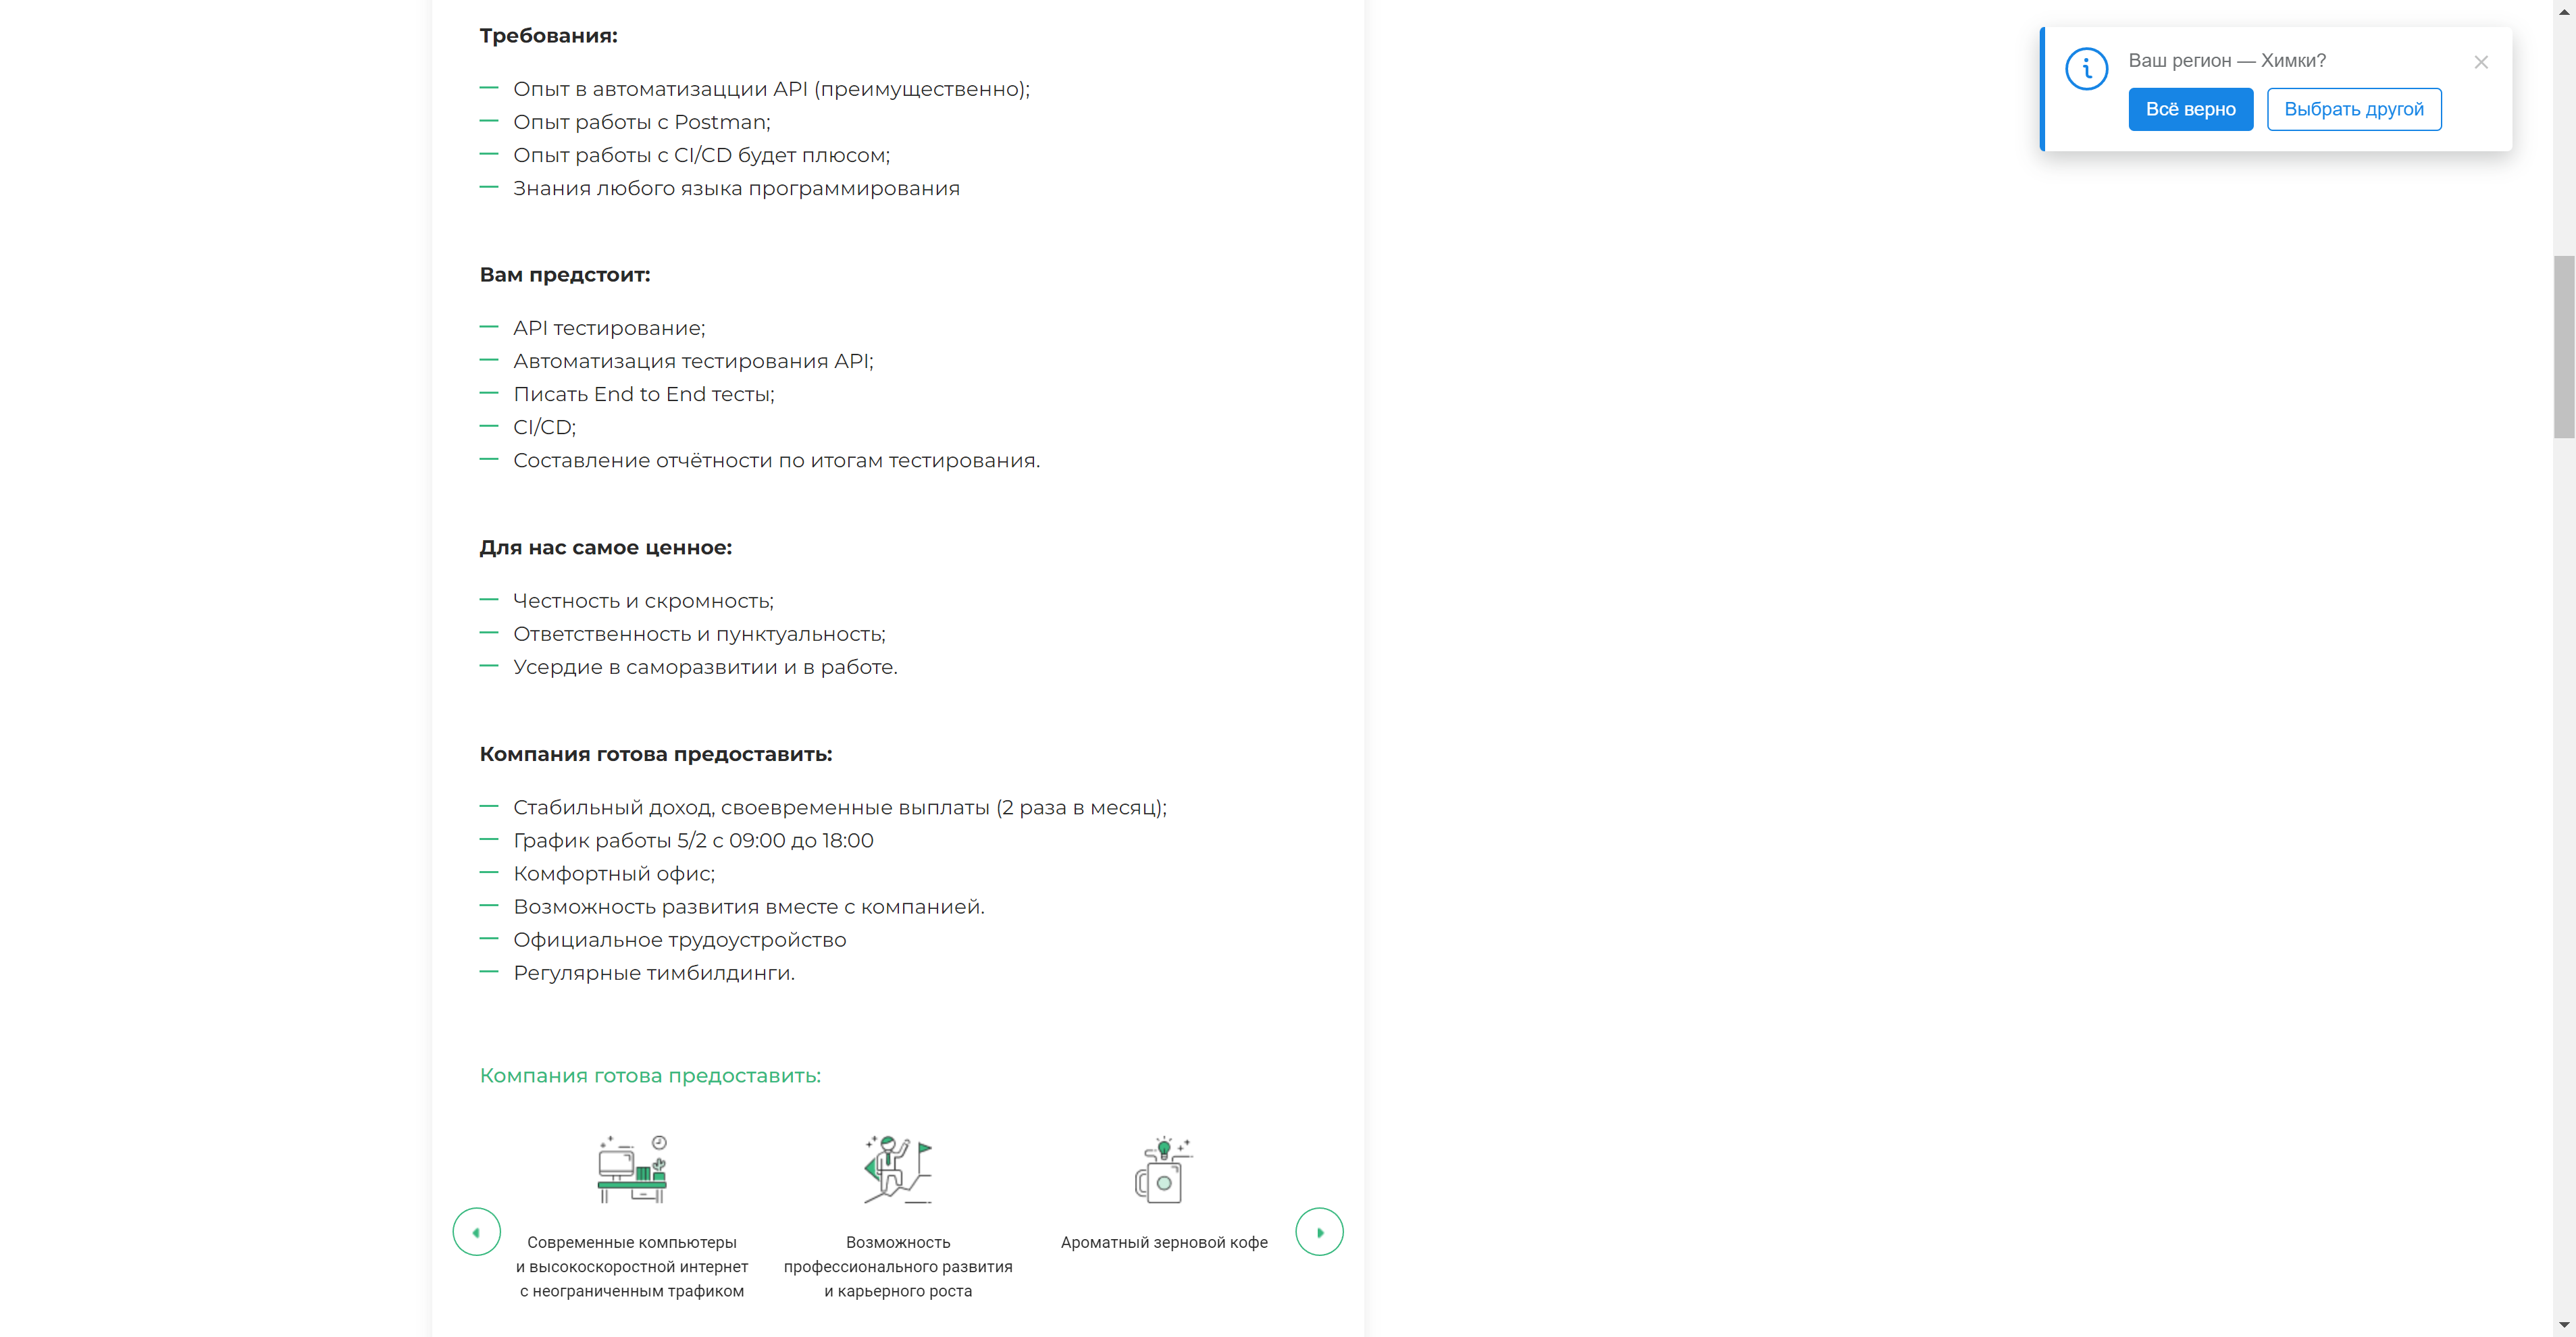 Требования:
Опыт в автоматизацции API (преимущественно);
Опыт работы с Postman;
Опыт работы с CI/CD будет плюсом;
Знания любого языка программирования
Вам предстоит:
API тестирование;
Автоматизация тестирования API;
Писать End to End тесты;
CI/CD;
Составление отчётности по итогам тестирования.
Для нас самое ценное:
Честность и скромность;
Ответственность и пунктуальность;
Усердие в саморазвитии и в работе.
Компания готова предоставить:
Стабильный доход, своевременные выплаты (2 раза в месяц);
График работы 5/2 с 09:00 до 18:00
Комфортный офис;
Возможность развития вместе с компанией.
Официальное трудоустройство
Регулярные тимбилдинги.
Компания готова предоставить:
Современные компьютеры
и высокоскоростной интернет
с неограниченным трафиком
Возможность
профессионального развития
и карьерного роста
Ароматный зерновой кофе
Ваш регион — Химки?
Всё верно
Выбрать другой